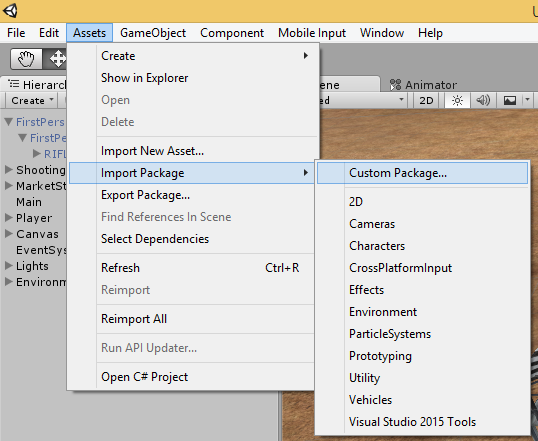 U
File Edit Assets GameObject Component Mobile Input Window Help
Hierarch
Create
FirstPers
FirstPe
RIFL
Shooting
MarketSt
Main
Player
Canvas
EventSys
Lights
Environm
Create
Show in Explorer
Open
Delete
Import New Asset...
Import Package
Export Package...
Find References In Scene
Select Dependencies
Refresh Ctrl+R
Reimport
Reimport All
Run API Updater...
Open C# Project
ene
Animator
ed
2D
Custom Package...
2D
Cameras
Characters
CrossPlatformInput
Effects
Environment
ParticleSystems
Prototyping
Utility
Vehicles
Visual Studio 2015 Tools